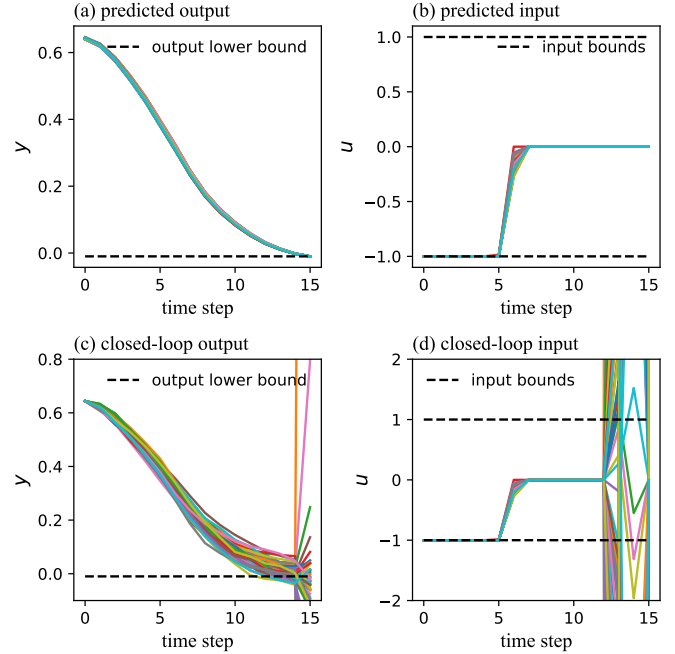 (a) predicted output
(b) predicted input
output lower bound
input bounds
0.6
0.4
0.2
0.0
y
1.0
0.5
0.0
−0.5
−1.0
u
0 5 10 15
0 5 10 15
time step
time step
(c) closed-loop output
(d) closed-loop input
output lower bound
input bounds
0.8
0.6
0.4
0.2
0.0
y
2
1
0
−1
−2
u
0 5 10 15
0 5 10 15
time step
time step